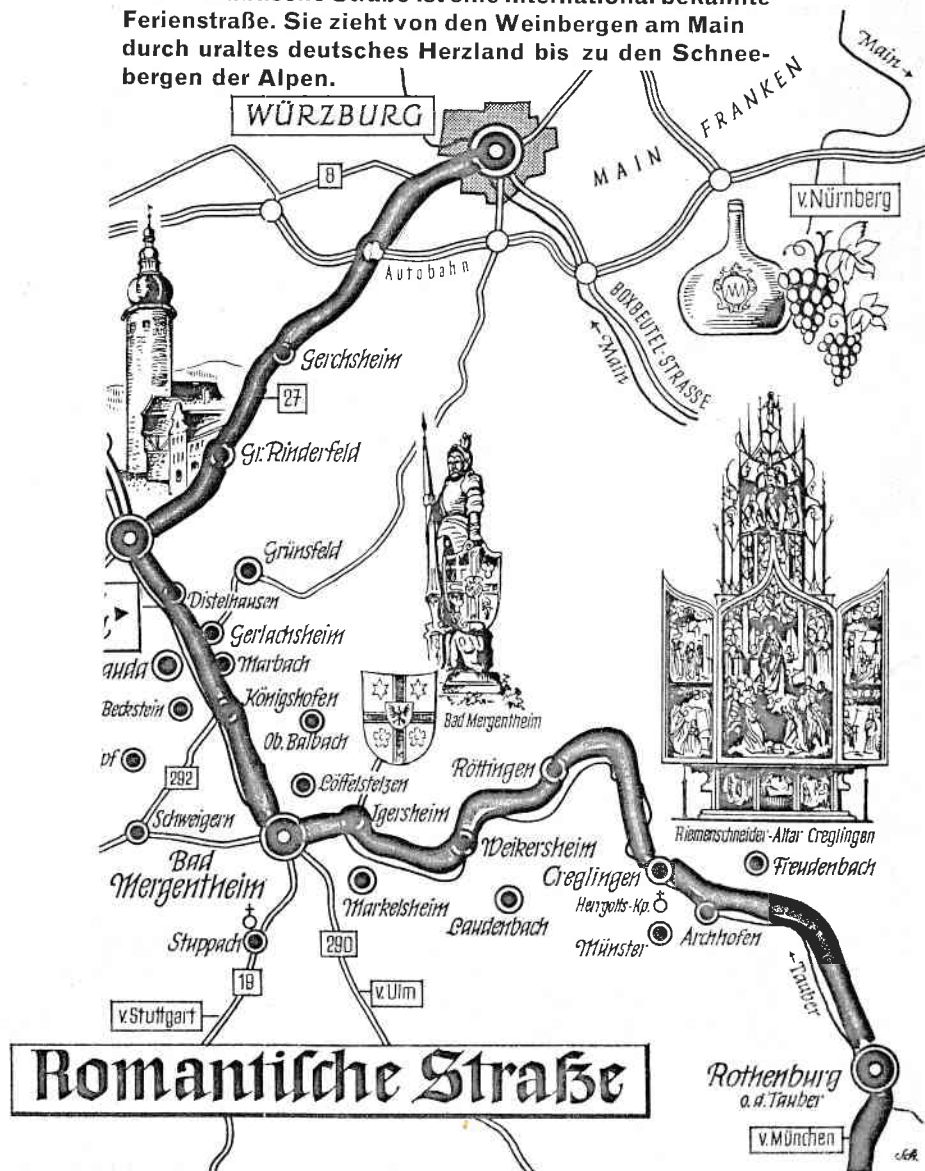 Ferienstraße. Sie zieht von den Weinbergen am Main
durch uraltes deutsches Herzland bis zu den Schnee-
bergen der Alpen.
WÜRZBURG
Main
MAIN FRANKEN
8
v. Nürnberg
Autobahn
BOXBEUTEL-STRASSE
Main
Gerchsheim
27
Gr. Rinderfeld
Grünsfeld
Distelhausen
Gerlachsheim
auda
Marbach
Königshofen
Beckstein
Ob. Balbach
Bad Mergentheim
pf
292
Löffelstelzen
Röttingen
Igersheim
Schweigern
Riemenschneider-Altar Creglingen
Weikersheim
Freudenbach
Bad
Mergentheim
Creglingen
Markelsheim
Herrgotts-Kp.
Laudenbach
Archhofen
Münster
Stuppach
290
19
Tauber
v. Ulm
v. Stuttgart
Romantische Straße
Rothenburg
o. d. Tauber
v. München